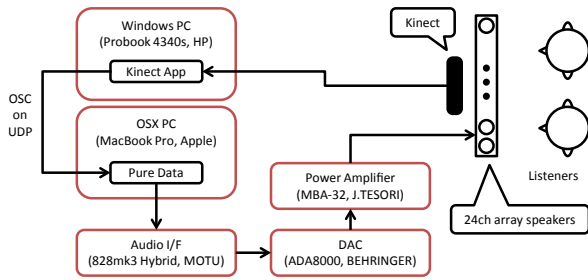 Windows PC
(Probook 4340s, HP)
Kinect App
Kinect
OSC
on
UDP
OSX PC
(MacBook Pro, Apple)
Pure Data
Power Amplifier
(MBA-32, J.TESORI)
Listeners
24ch array speakers
Audio I/F
(828mk3 Hybrid, MOTU)
DAC
(ADA8000, BEHRINGER)